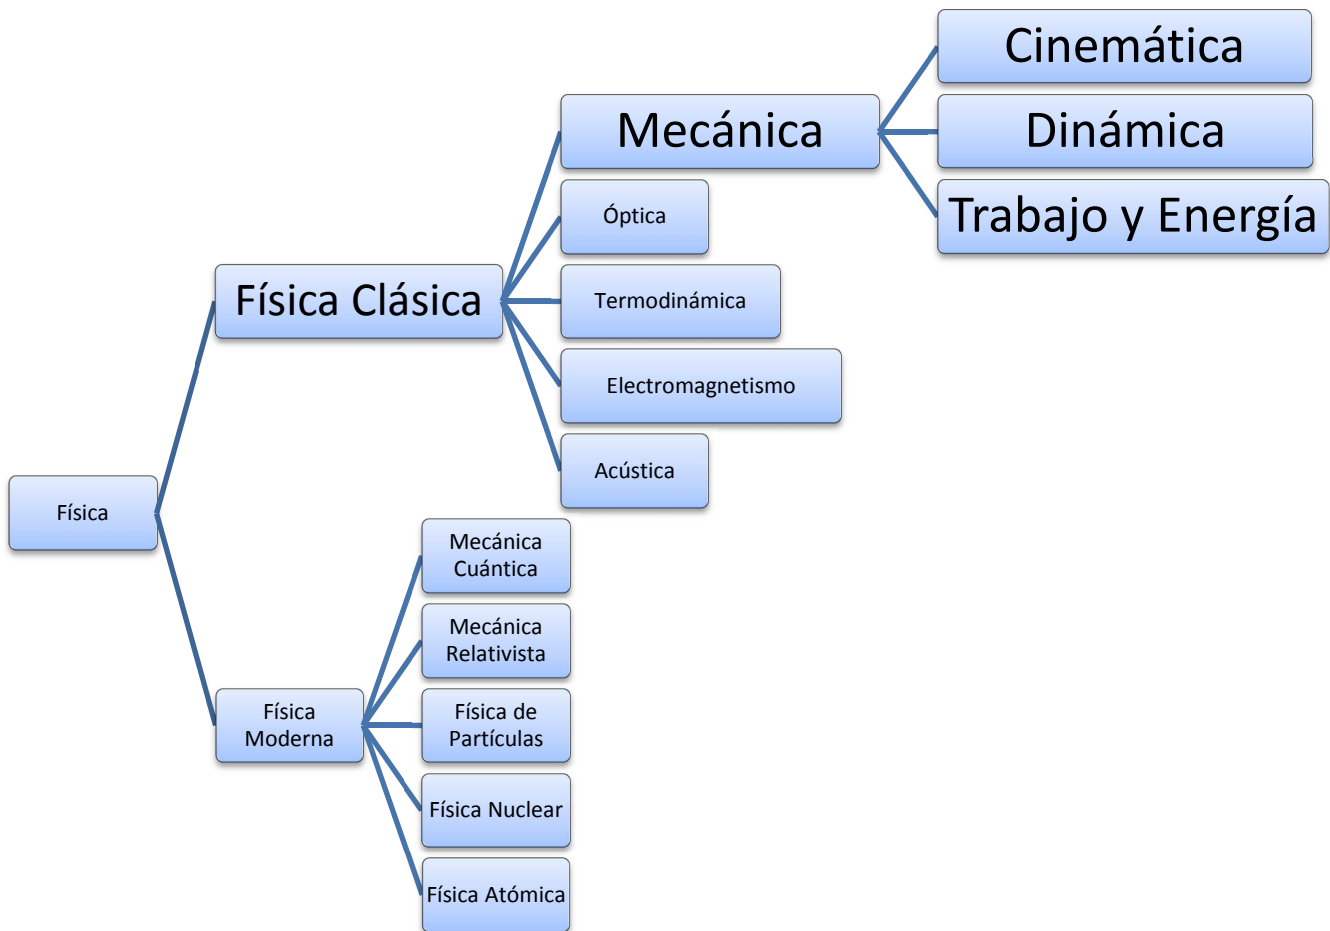 Cinemática
Mecánica
Dinámica
Trabajo y Energía
Óptica
Física Clásica
Termodinámica
Electromagnetismo
Acústica
Física
Mecánica
Cuántica
Mecánica
Relativista
Física
Moderna
Física de
Partículas
Física Nuclear
Física Atómica